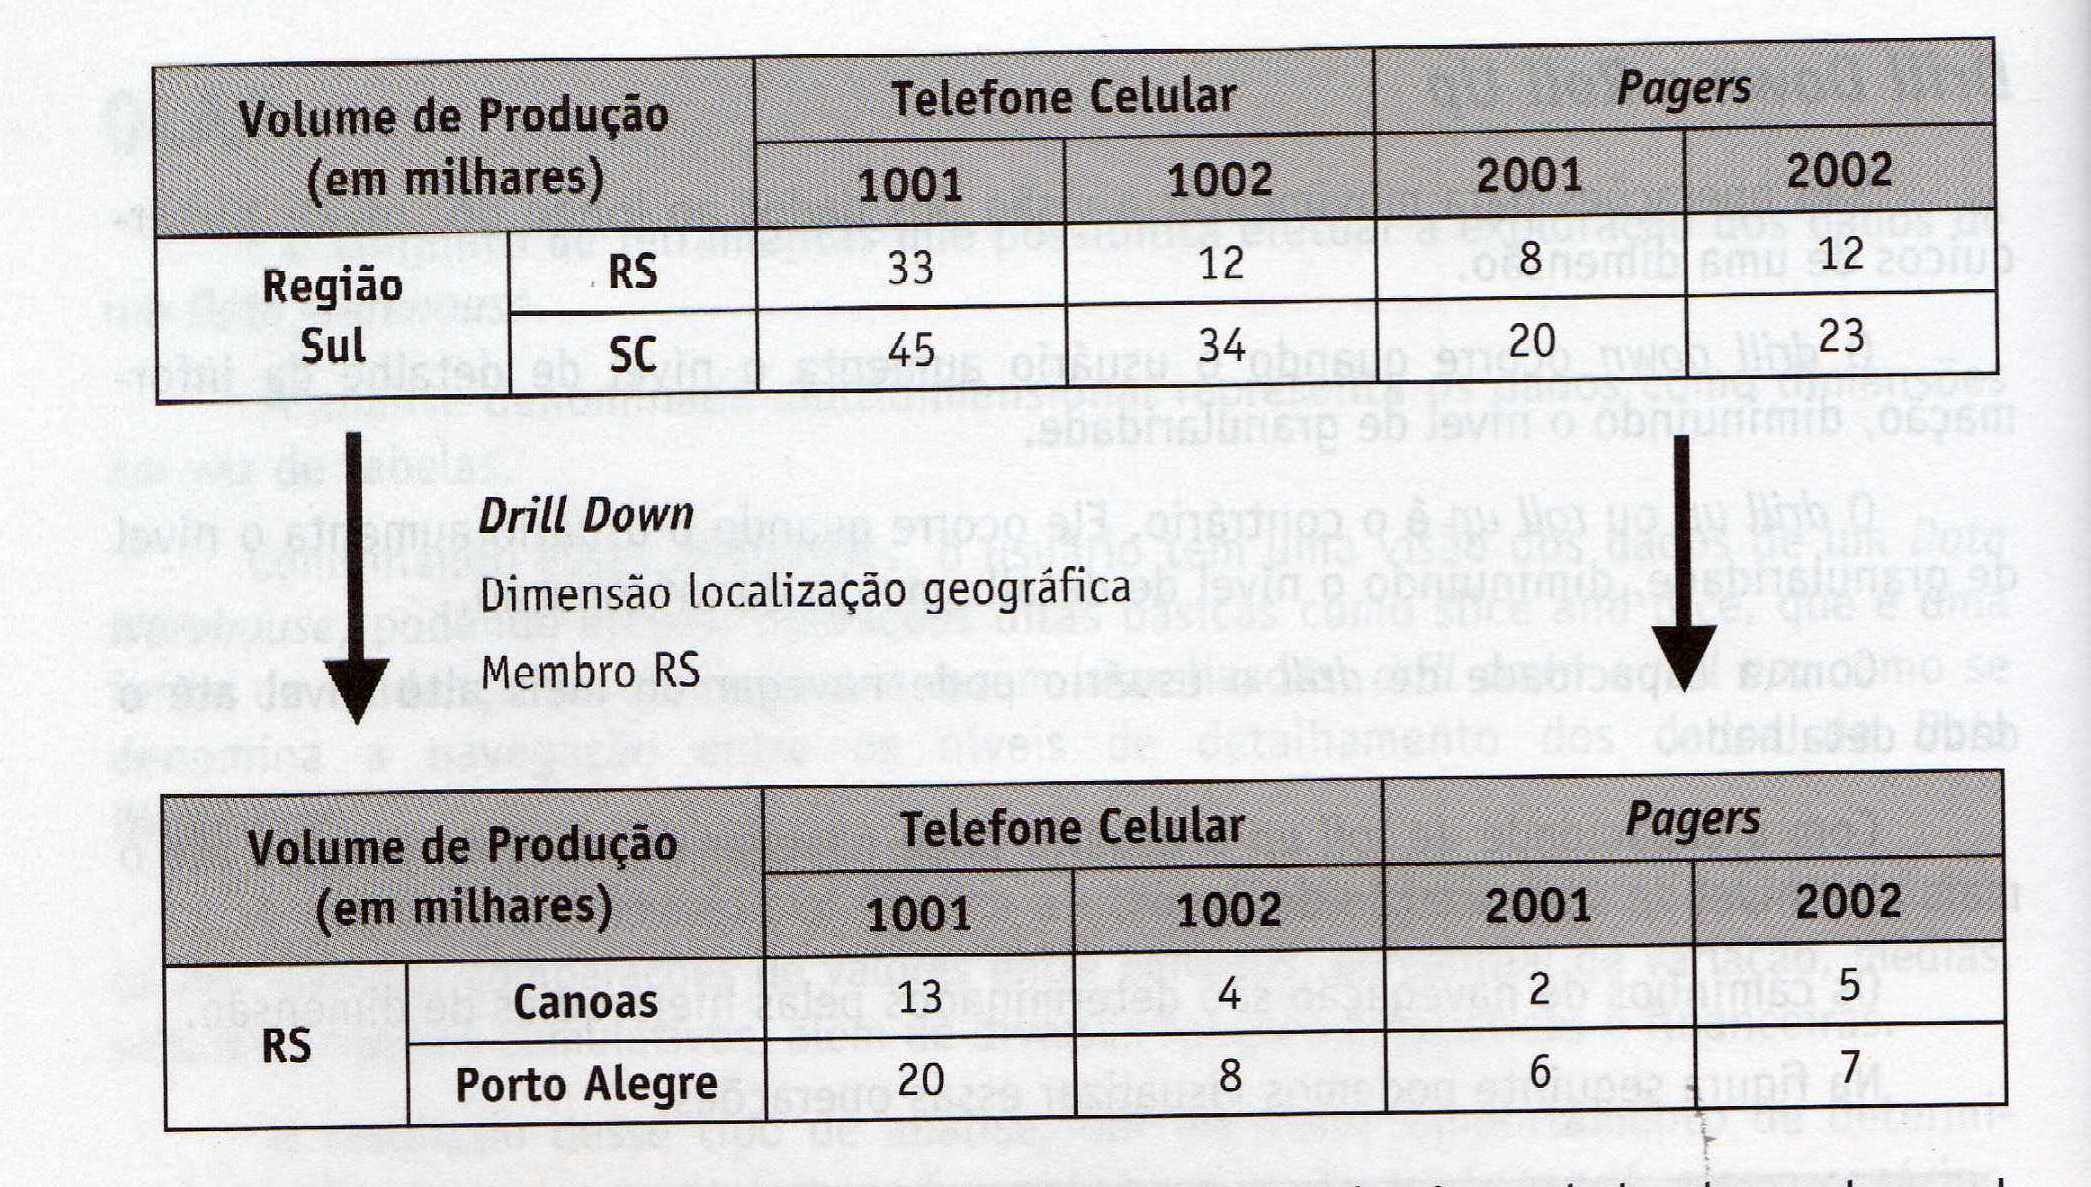 Volume de Produção
(em milhares)
Telefone Celular
Pagers
1001 1002 2001 2002
Região
Sul
RS 33 12 8 12
SC 45 34 20 23
Drill Down
Dimensão localização geográfica
Membro RS
Volume de Produção
(em milhares)
Telefone Celular
Pagers
1001 1002 2001 2002
RS
Canoas 13 4 2 5
Porto Alegre 20 8 6 7